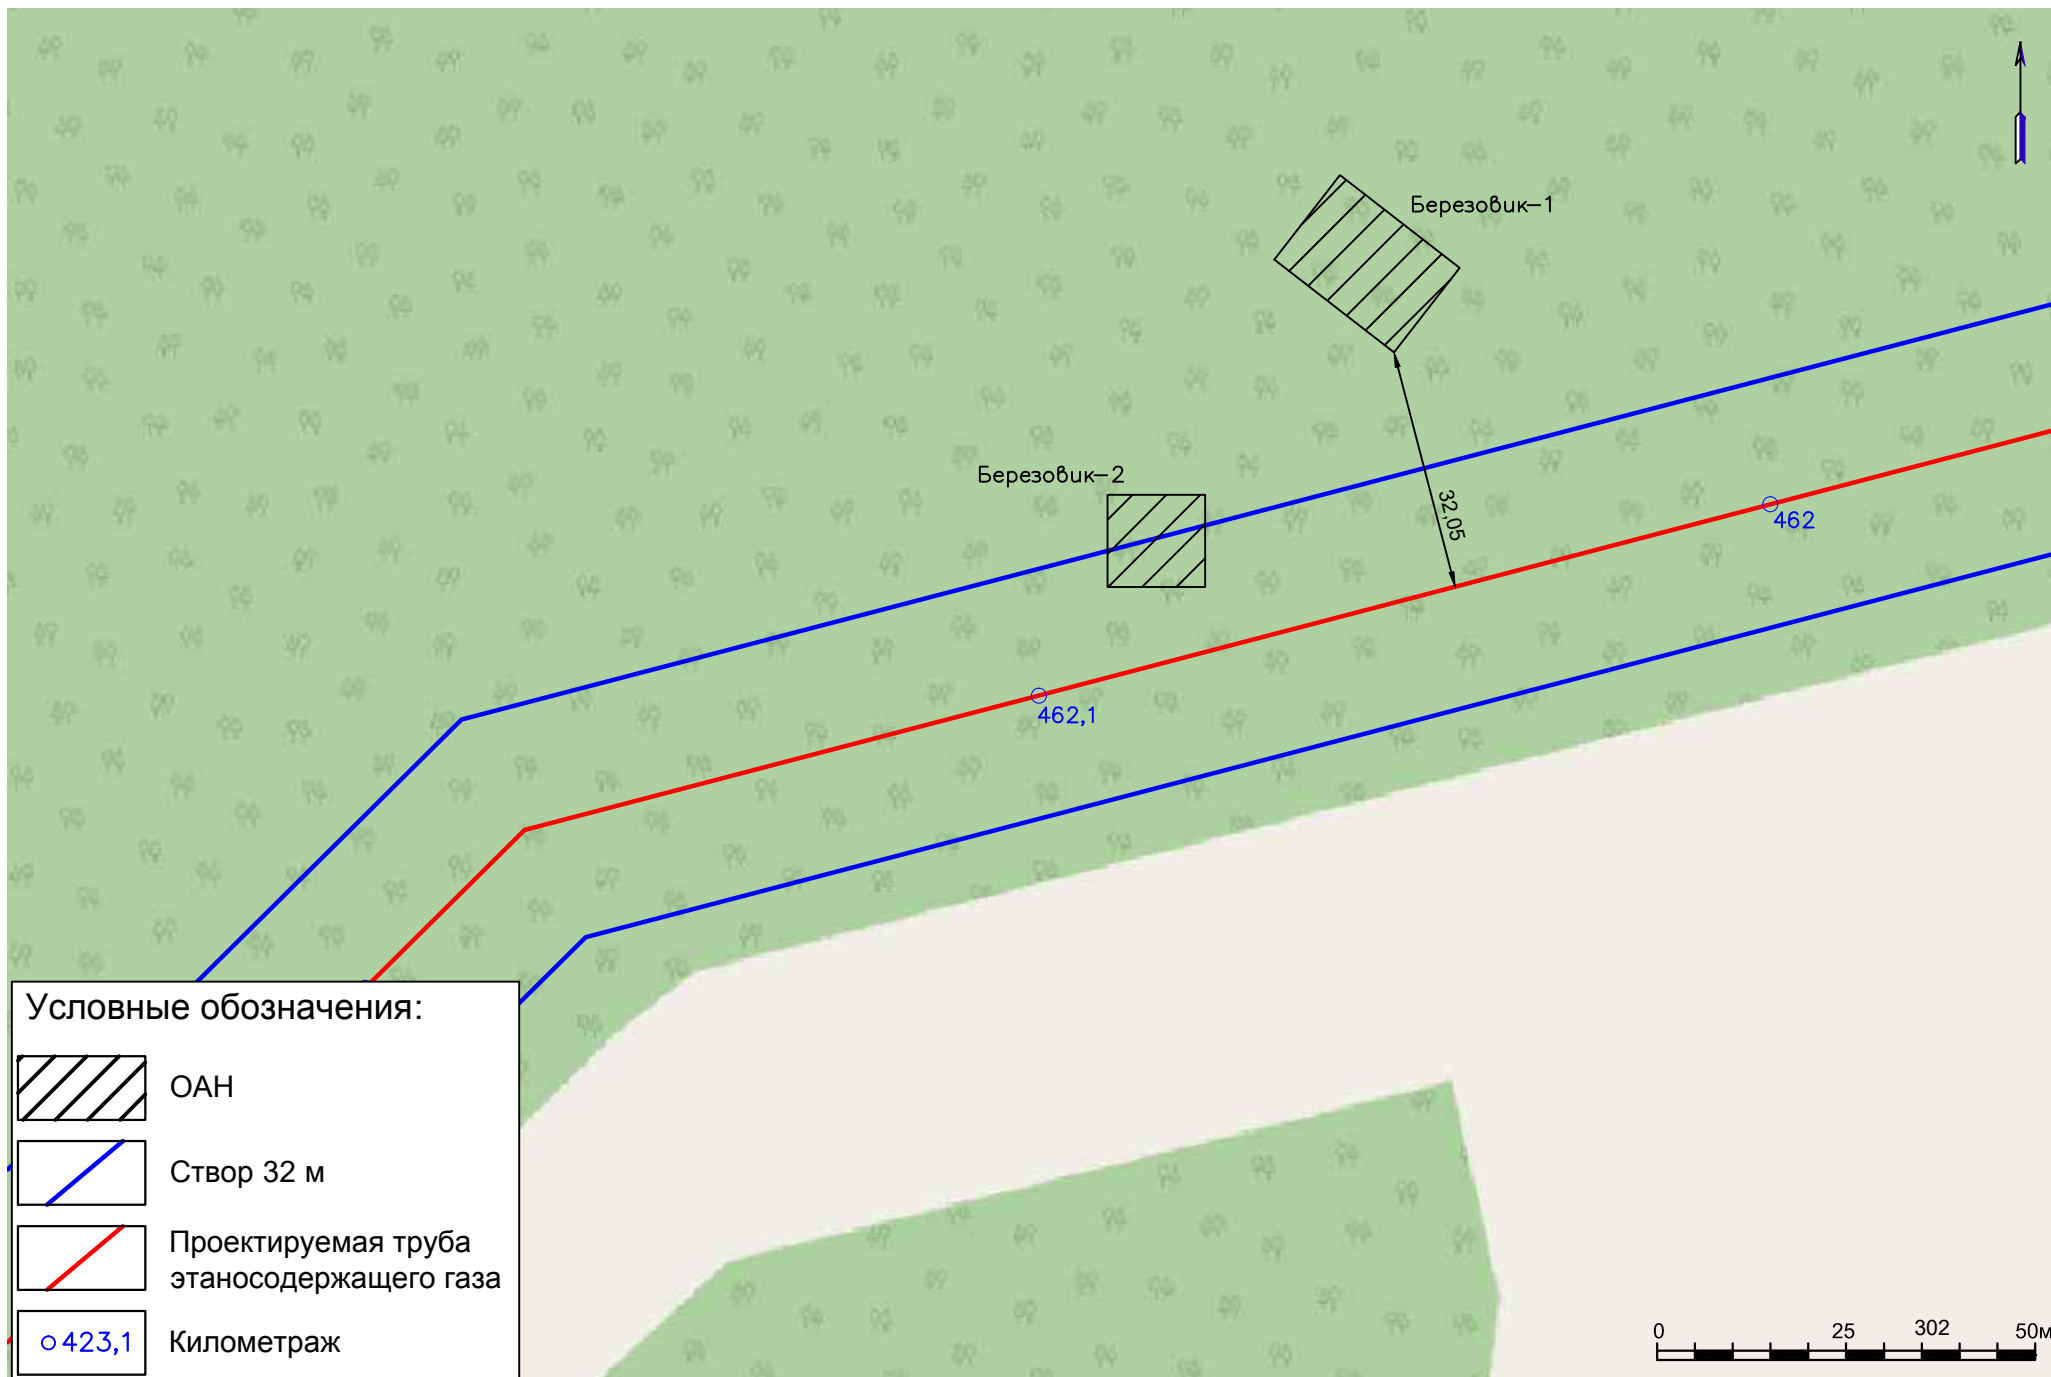 Березовик-1
Березовик-2
32,05
462
462,1
Условные обозначения:
ОАН
Створ 32 м
Проектируемая труба
этаносодержащего газа
423,1 Километраж
0 25 302 50м